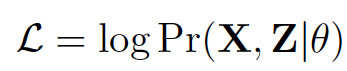 ℒ = log Pr(𝐗, 𝐙|θ)